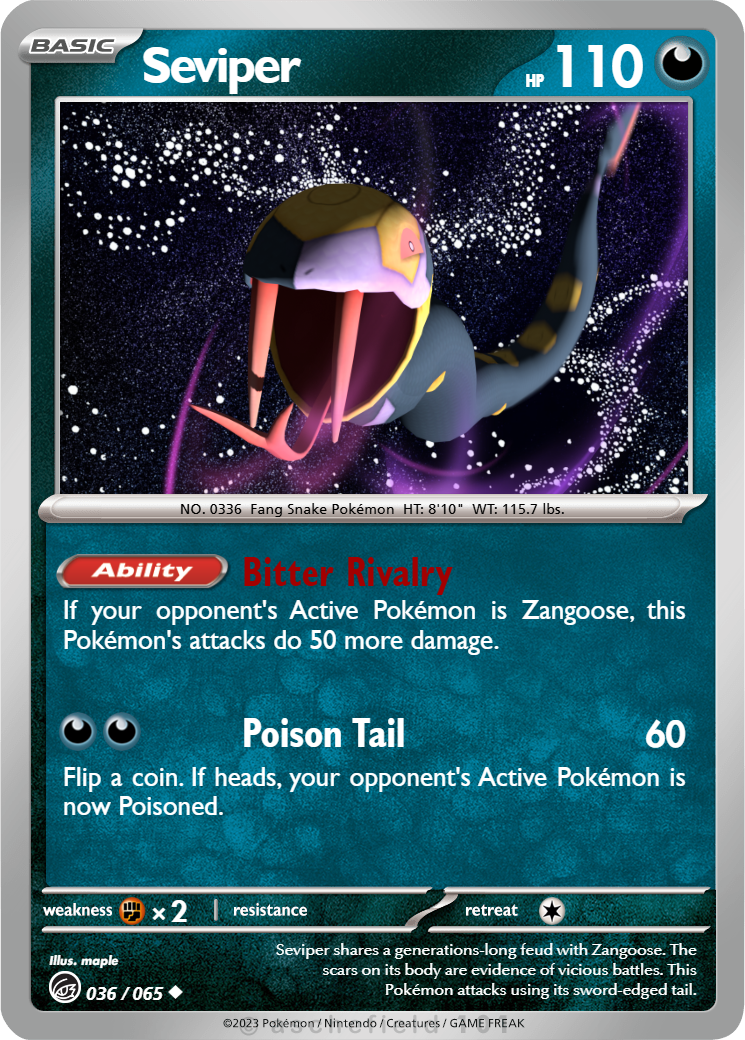 BASIC
Seviper
HP 110
NO. 0336 Fang Snake Pokémon HT: 8'10" WT: 115.7 lbs.
Ability Bitter Rivalry
If your opponent's Active Pokémon is Zangoose, this
Pokémon's attacks do 50 more damage.
Poison Tail 60
Flip a coin. If heads, your opponent's Active Pokémon is
now Poisoned.
weakness × 2 resistance retreat
Seviper shares a generations-long feud with Zangoose. The
scars on its body are evidence of vicious battles. This
Pokémon attacks using its sword-edged tail.
Illus. maple
036 / 065
©2023 Pokémon / Nintendo / Creatures / GAME FREAK